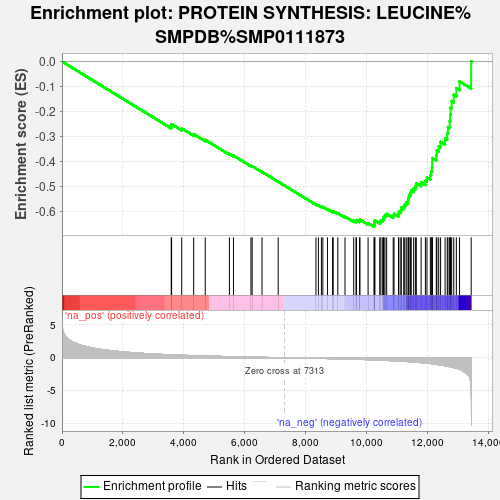 Enrichment plot: PROTEIN SYNTHESIS: LEUCINE%
SMPDB%SMP0111873
Enrichment score (ES)
0.0
-0.1
-0.2
-0.3
-0.4
-0.5
-0.6
Ranked list metric (PreRanked)
'na_pos' (positively correlated)
5
0
-5
-10
Zero cross at 7313
'na_neg' (negatively correlated)
0
2,000
4,000
6,000
8,000
10,000
12,000
14,000
Rank in Ordered Dataset
Enrichment profile
Hits
Ranking metric scores